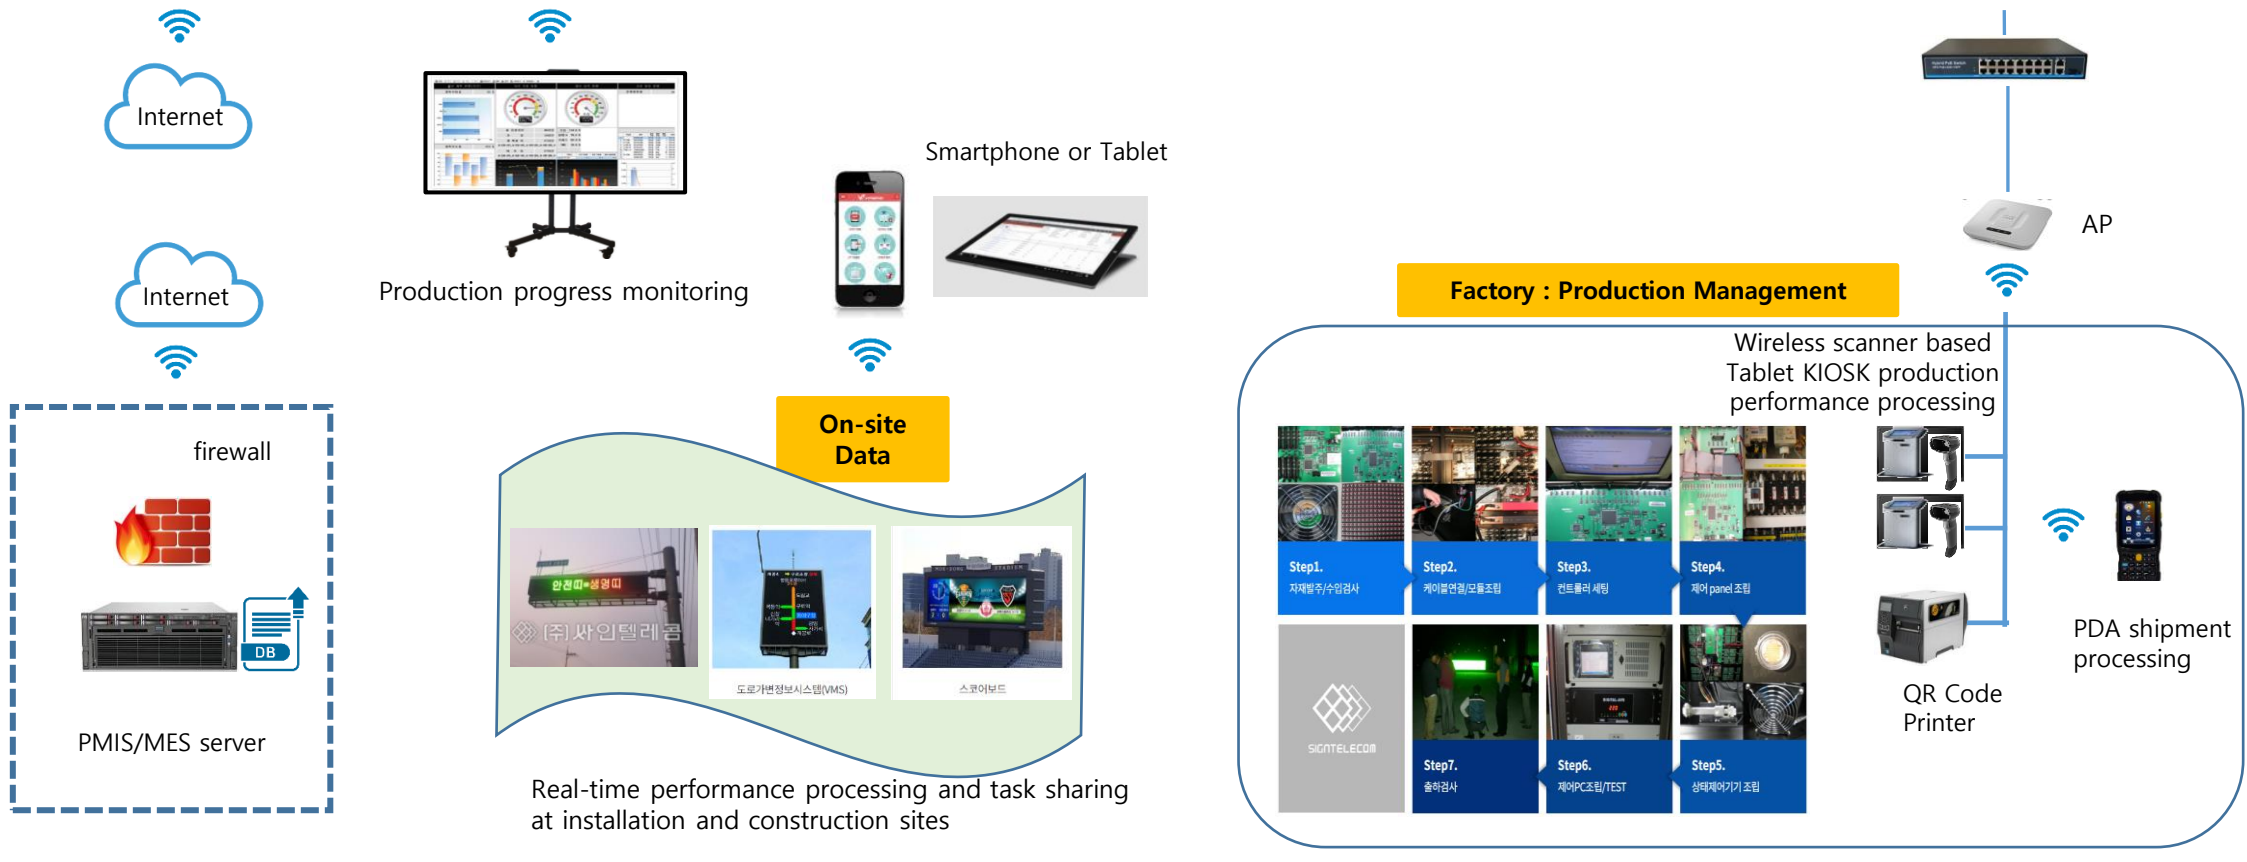 Internet
Internet
firewall
DB
PMIS/MES server
Production progress monitoring
Smartphone or Tablet
On-site
Data
안전띠=생명띠
(주)싸인텔레콤
도로가변정보시스템(VMS)
스코어보드
Real-time performance processing and task sharing
at installation and construction sites
AP
Factory : Production Management
Wireless scanner based
Tablet KIOSK production
performance processing
Step1.
자재발주/수입검사
Step2.
케이블연결/모듈조립
Step3.
컨트롤러 세팅
Step4.
제어 panel 조립
SIGNTELECOM
Step7.
출하검사
Step6.
제어PC조립/TEST
Step5.
상태제어기기 조립
QR Code
Printer
PDA shipment
processing